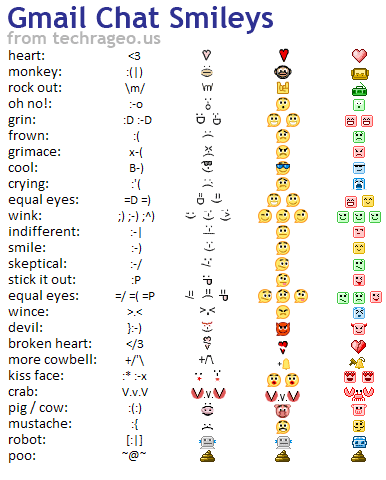 Gmail Chat Smileys
from techrageo.us
heart: <3
monkey: :(|)
rock out: \m/
oh no!: :-o
grin: :D :-D
frown: :(
grimace: x-(
cool: B-)
crying: :'(
equal eyes: =D =)
wink: ;) ;-) ;^)
indifferent: :-|
smile: :-)
skeptical: :-/
stick it out: :P
equal eyes: =/ =( =P
wince: >.<
devil: }:-)
broken heart: </3
more cowbell: +/'\
kiss face: :* :-x
crab: V.v.V
pig / cow: :(:)
mustache: :{
robot: [:|]
poo: ~@~